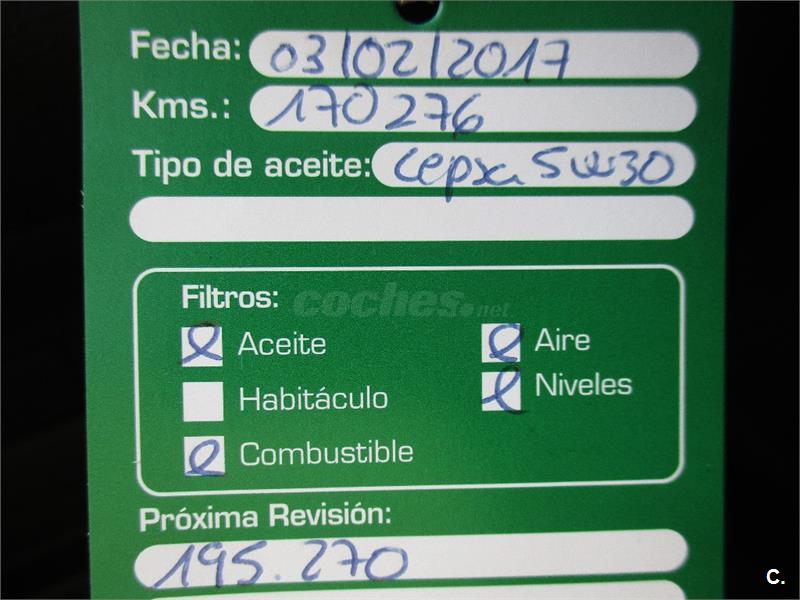 Fecha: 03/02/2017
Kms.: 170276
Tipo de aceite: Cepsa 5w30
Filtros:
coches.net
Aceite
Aire
Habitáculo
Niveles
Combustible
Próxima Revisión:
195.270
C.